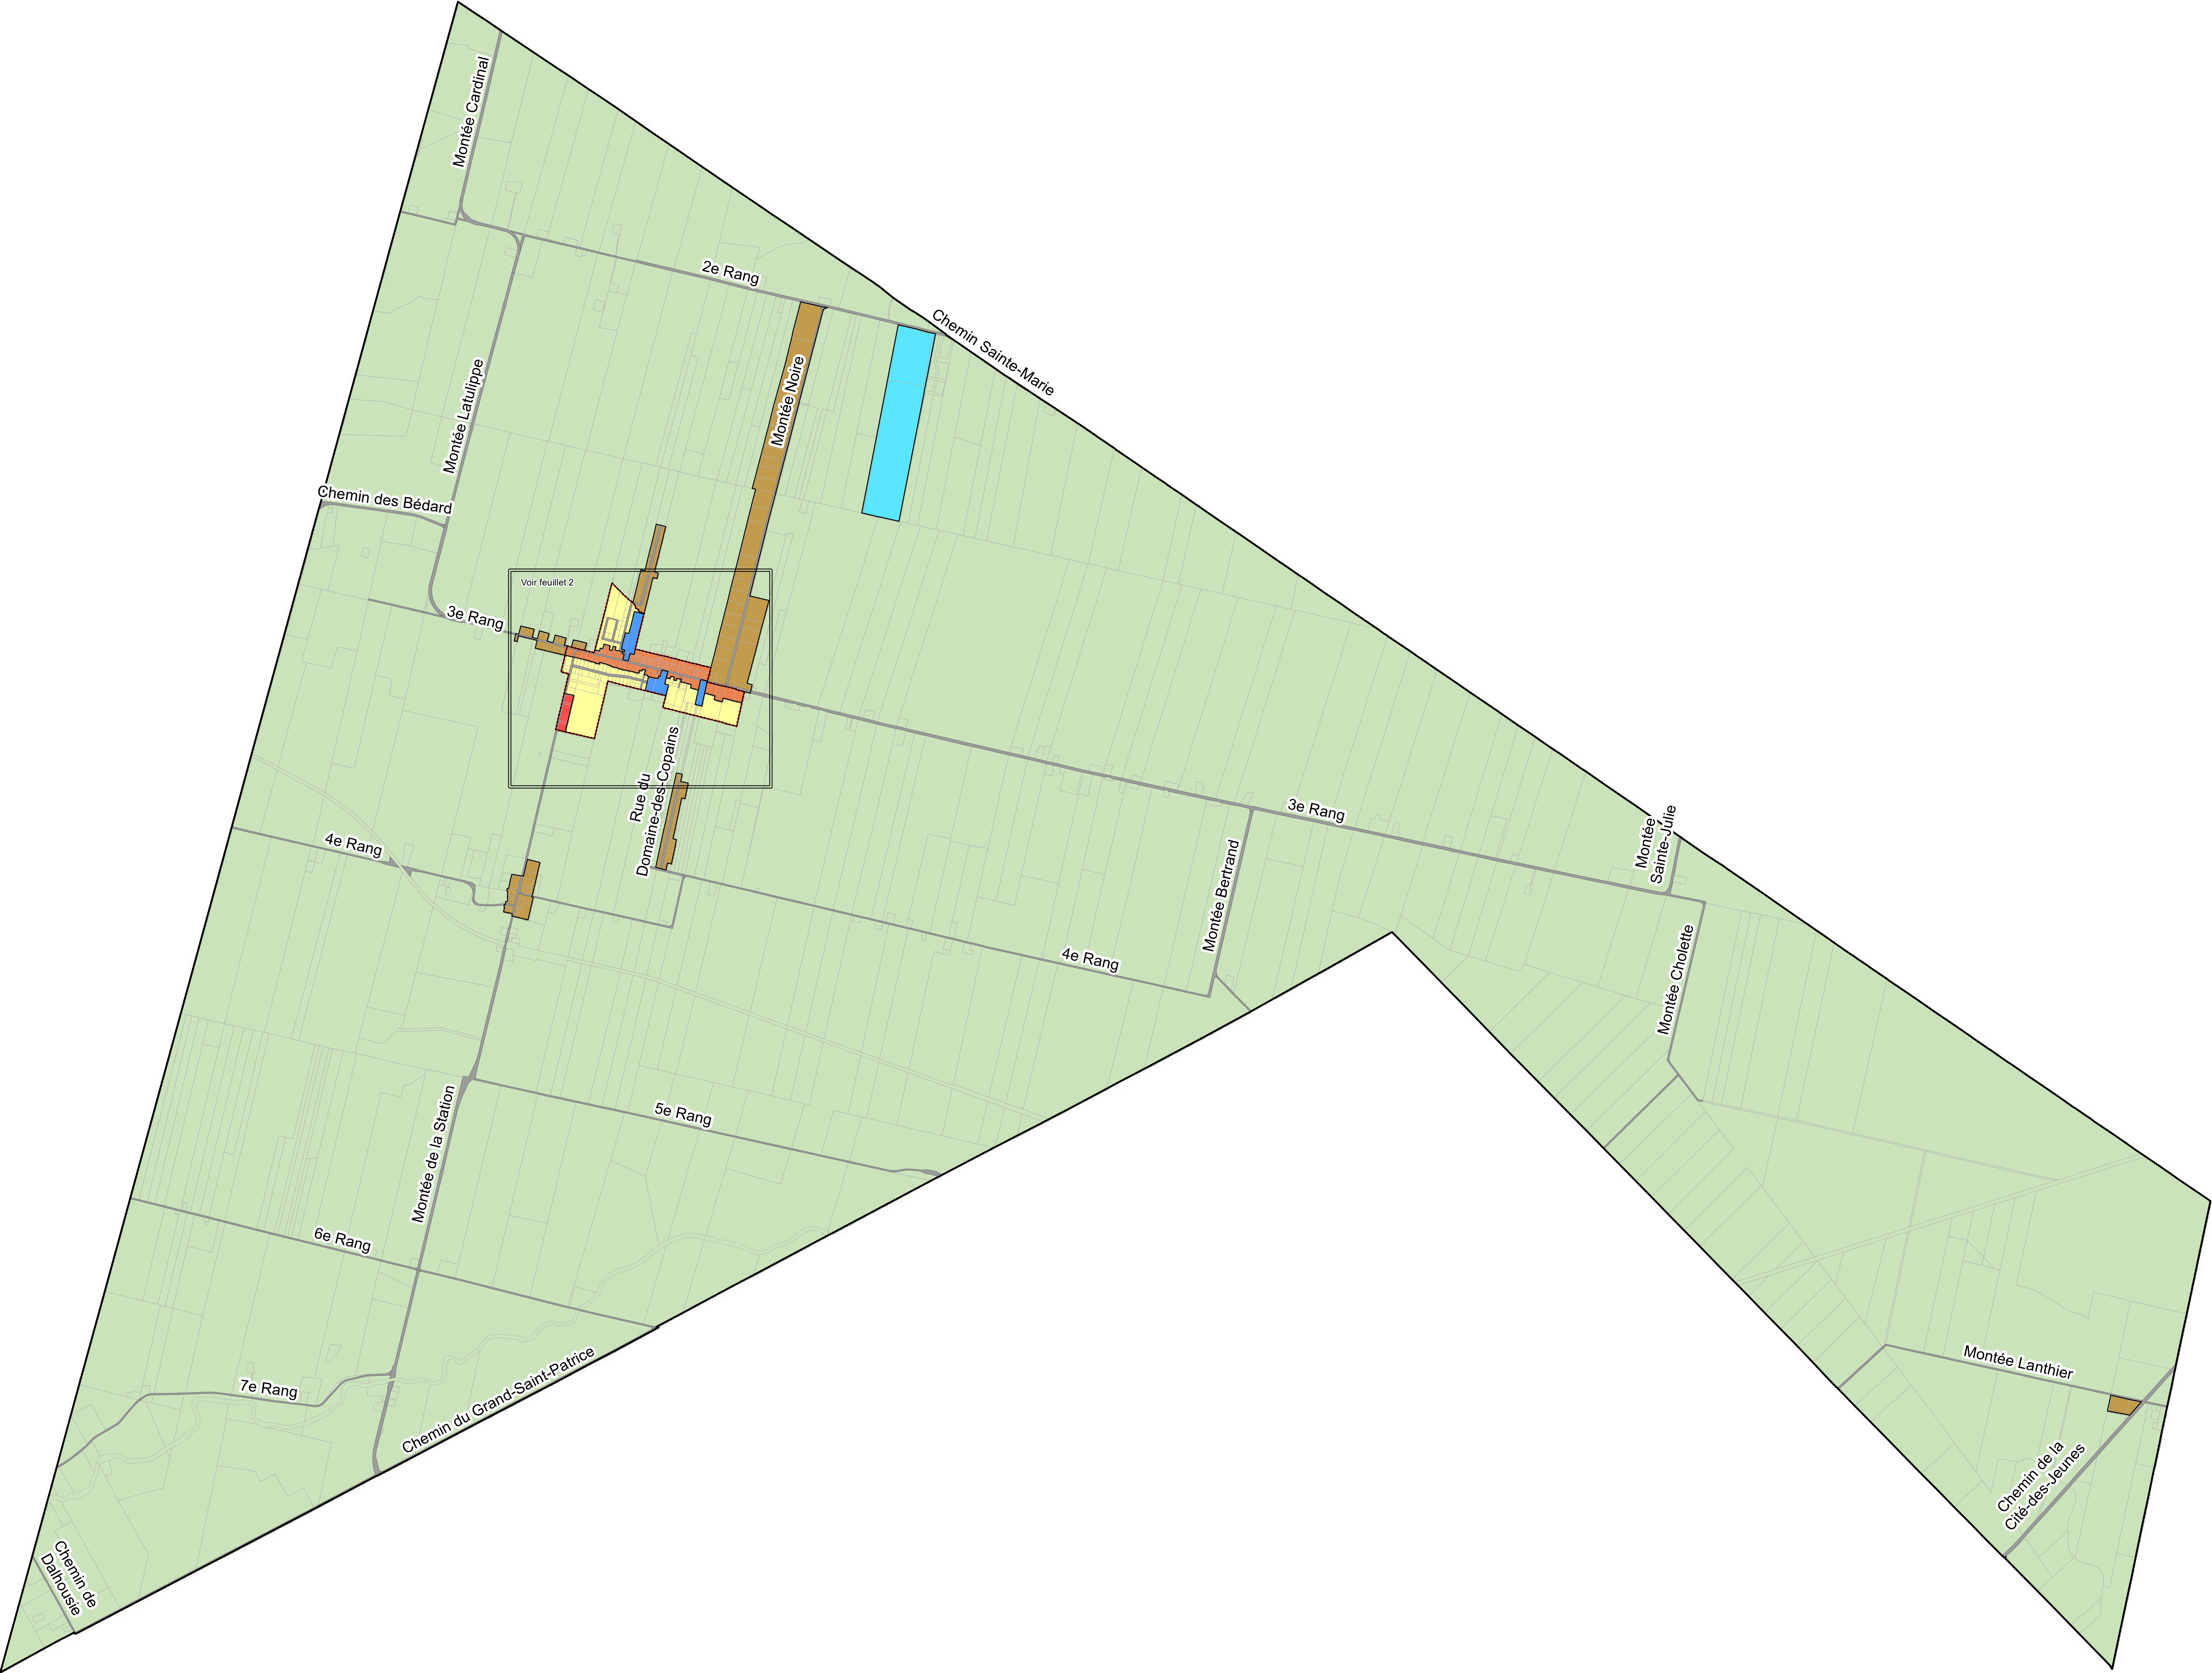 Montée Cardinal
2e Rang
Chemin Sainte-Marie
Montée Noire
Montée Latulippe
Chemin des Bédard
Voir feuillet 2
3e Rang
Rue du
Domaine-des-Copains
4e Rang
3e Rang
Montée
Sainte-Julie
Montée Bertrand
4e Rang
Montée Cholette
Montée de la Station
5e Rang
6e Rang
7e Rang
Chemin du Grand-Saint-Patrice
Montée Lanthier
Chemin de la
Cité-des-Jeunes
Chemin de
Dalhousie